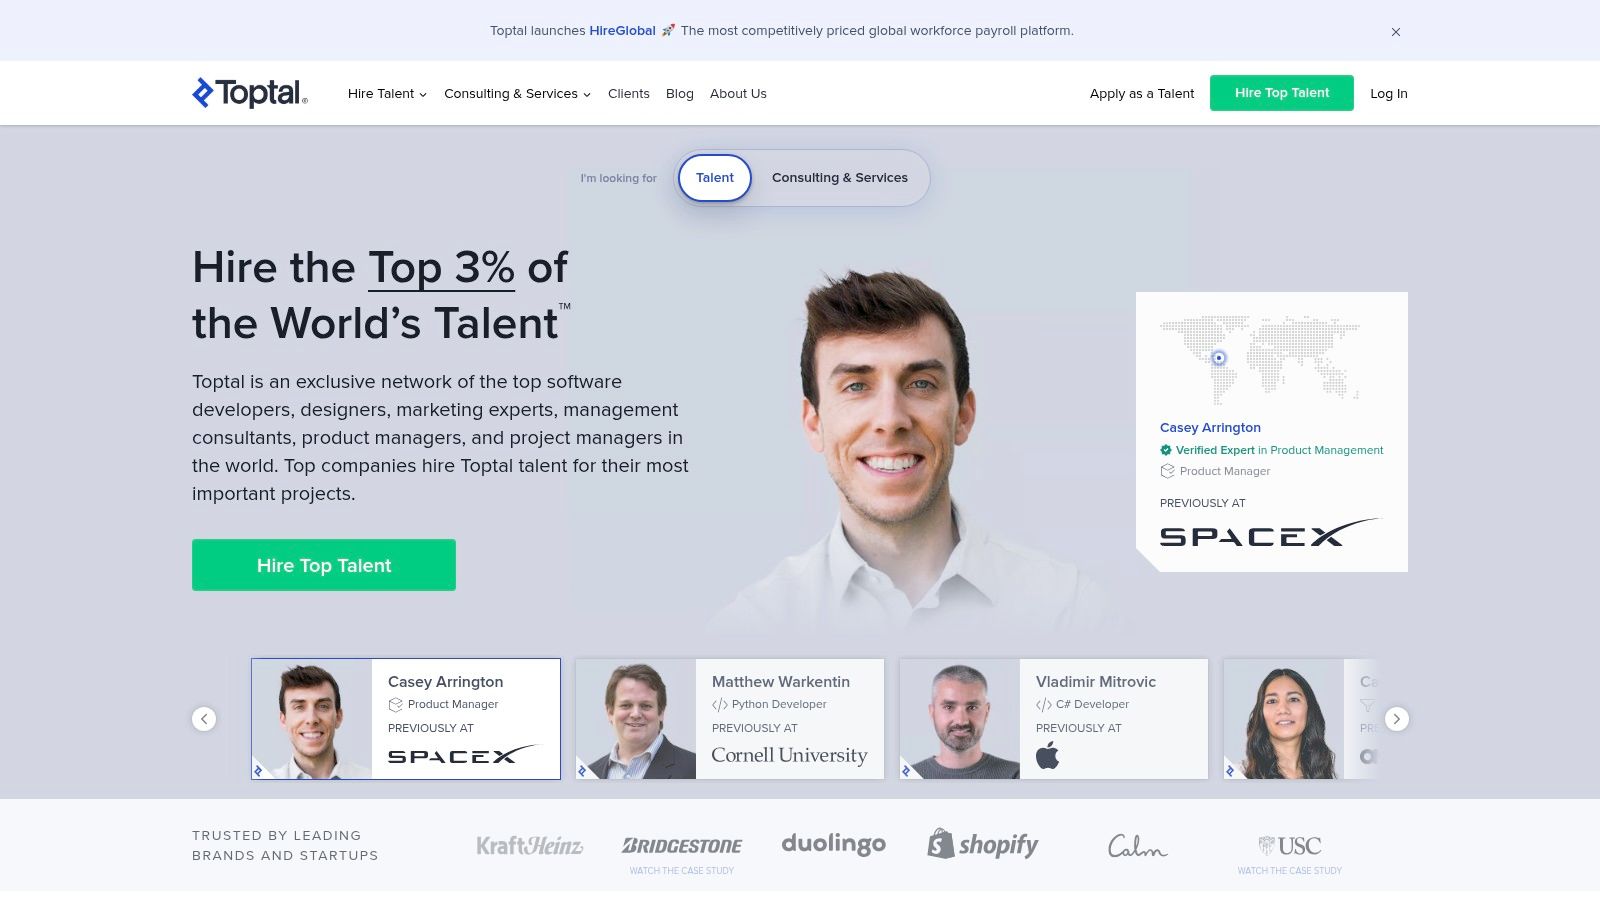 Toptal launches HireGlobal 🚀 The most competitively priced global workforce payroll platform.
Toptal®
Hire Talent
Consulting & Services
Clients
Blog
About Us
Apply as a Talent
Hire Top Talent
Log In
I'm looking for
Talent
Consulting & Services
Hire the Top 3% of
the World’s Talent™
Toptal is an exclusive network of the top software
developers, designers, marketing experts, management
consultants, product managers, and project managers in
the world. Top companies hire Toptal talent for their most
important projects.
Hire Top Talent
Casey Arrington
Verified Expert in Product Management
Product Manager
PREVIOUSLY AT
SPACEX
Casey Arrington
Product Manager
PREVIOUSLY AT
SPACEX
Matthew Warkentin
Python Developer
PREVIOUSLY AT
Cornell University
Vladimir Mitrovic
C# Developer
PREVIOUSLY AT
TRUSTED BY LEADING
BRANDS AND STARTUPS
KraftHeinz
BRIDGESTONE
WATCH THE CASE STUDY
duolingo
shopify
Calm
USC
WATCH THE CASE STUDY